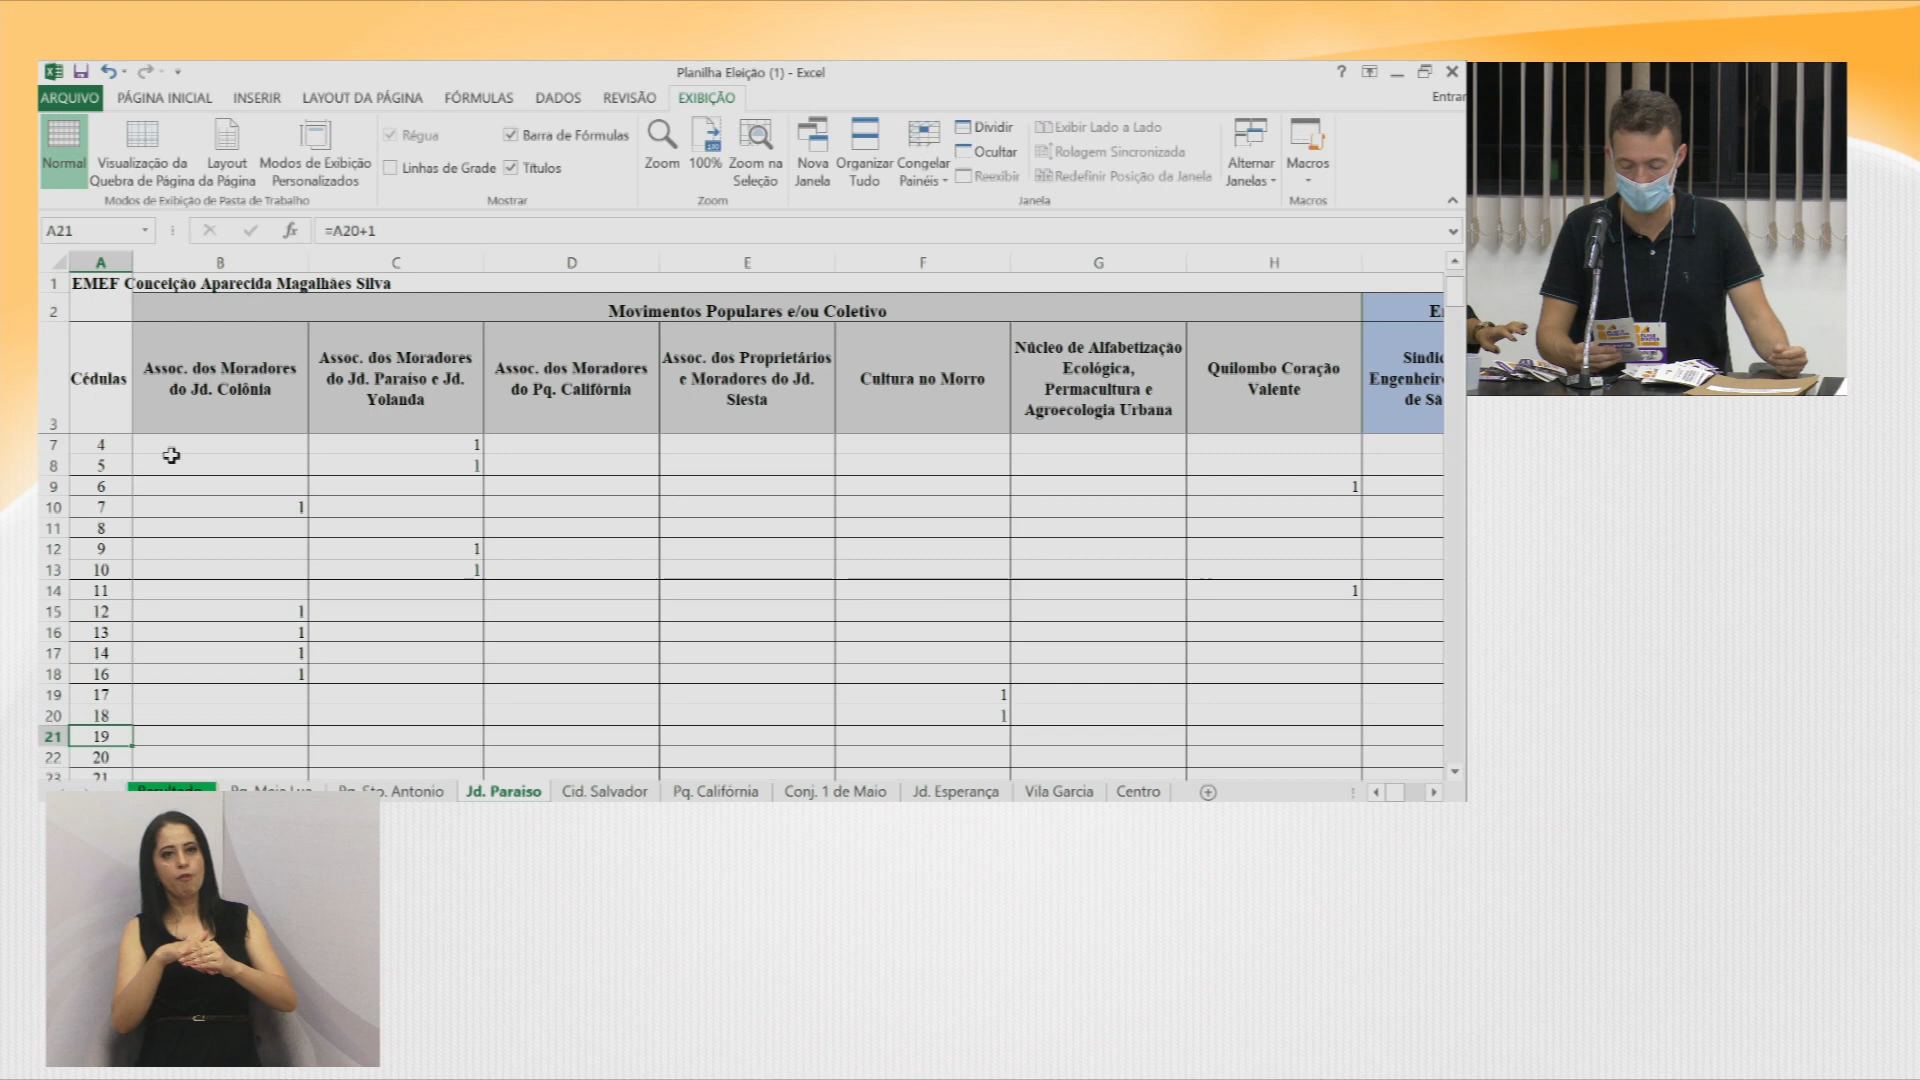 Planilha Eleição (1) - Excel
ARQUIVO PÁGINA INICIAL INSERIR LAYOUT DA PÁGINA FÓRMULAS DADOS REVISÃO EXIBIÇÃO Entrar
Normal
Visualização da
Quebra de Página
Layout
da Página
Modos de Exibição
Personalizados
Modos de Exibição de Pasta de Trabalho
Régua
Barra de Fórmulas
Linhas de Grade
Títulos
Mostrar
Zoom
100%
Zoom na
Seleção
Zoom
Nova
Janela
Organizar
Tudo
Congelar
Painéis
Dividir
Ocultar
Reexibir
Exibir Lado a Lado
Rolagem Sincronizada
Redefinir Posição da Janela
Janela
Alternar
Janelas
Macros
Macros
A21 fx =A20+1
A B C D E F G H
1 EMEF Conceição Aparecida Magalhães Silva
2 Movimentos Populares e/ou Coletivo
3
Cédulas
Assoc. dos Moradores
do Jd. Colônia
Assoc. dos Moradores
do Jd. Paraíso e Jd.
Yolanda
Assoc. dos Moradores
do Pq. Califórnia
Assoc. dos Proprietários
e Moradores do Jd.
Siesta
Cultura no Morro
Núcleo de Alfabetização
Ecológica,
Permacultura e
Agroecologia Urbana
Quilombo Coração
Valente
7 4 1
8 5 1
9 6 1
10 7 1
11 8
12 9 1
13 10 1
14 11 1
15 12 1
16 13 1
17 14 1
18 16 1
19 17 1
20 18 1
21 19
22 20
23 21
Resultado Pq. Meia Lua Pq. Sto. Antonio Jd. Paraiso Cid. Salvador Pq. Califórnia Conj. 1 de Maio Jd. Esperança Vila Garcia Centro